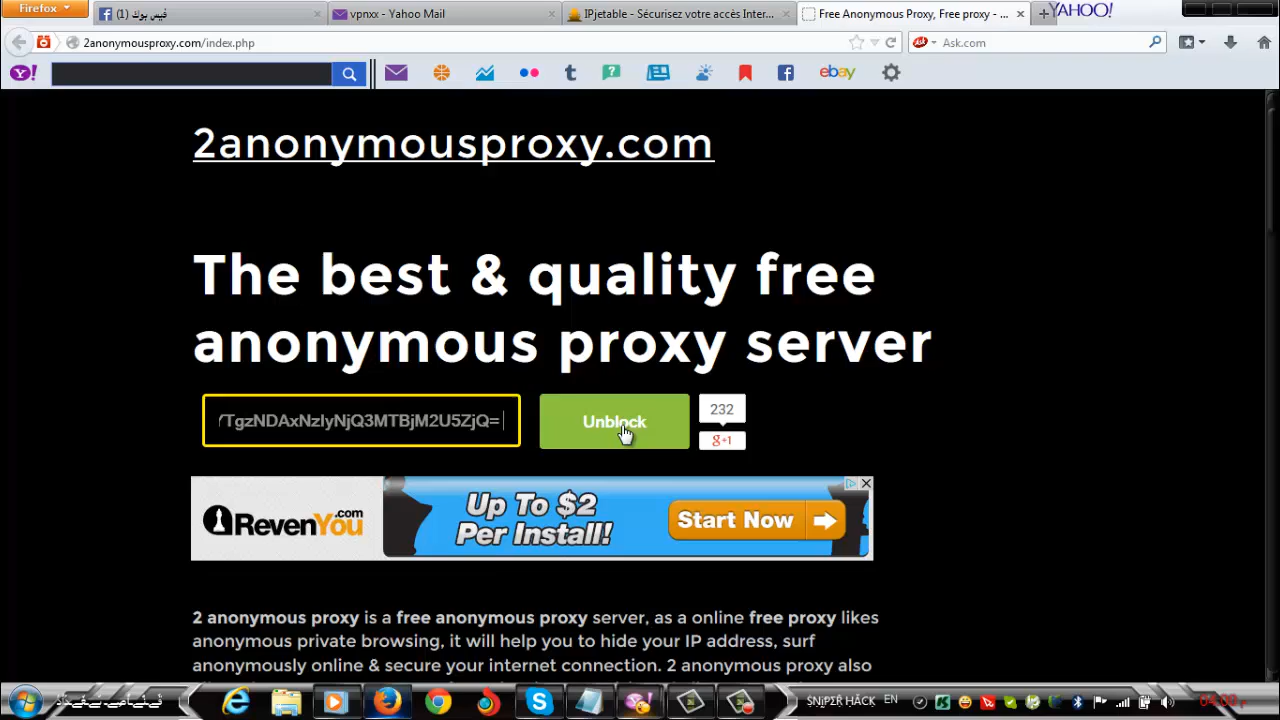 Firefox
فيس بوك (1)
vpnxx - Yahoo Mail
IPjetable - Sécurisez votre accès Inter...
Free Anonymous Proxy, Free proxy - ...
YAHOO!
2anonymousproxy.com/index.php
Ask
Ask.com
Y!
ebay
2anonymousproxy.com
The best & quality free
anonymous proxy server
TgzNDAxNzIyNjQ3MTBjM2U5ZjQ=
Unblock
232
g+1
RevenYou.com
Up To $2
Per Install!
Start Now
2 anonymous proxy is a free anonymous proxy server, as a online free proxy likes
anonymous private browsing, it will help you to hide your IP address, surf
anonymously online & secure your internet connection. 2 anonymous proxy also
EN